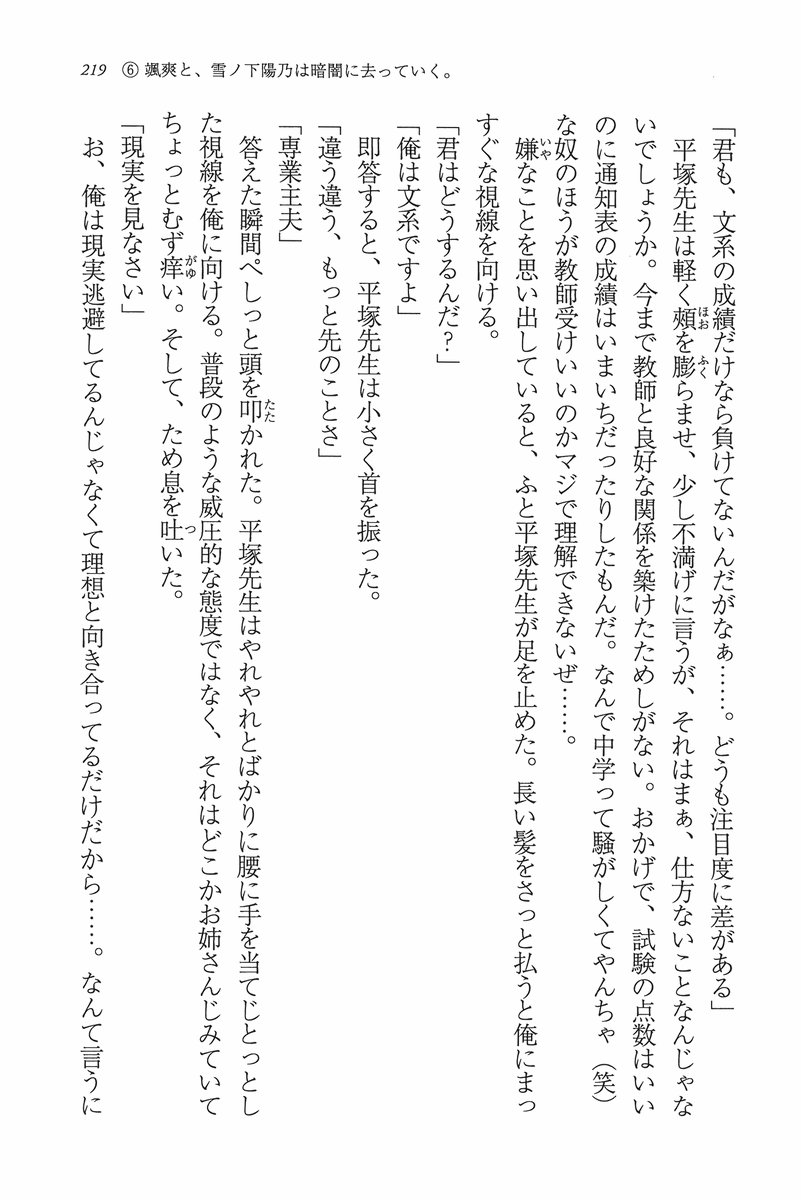 219 ⑥ 颯爽と、雪ノ下陽乃は暗闇に去っていく。
「君も、文系の成績だけなら負けてないんだがなぁ……。どうも注目度に差がある」
平塚先生は軽く頰を膨らませ、少し不満げに言うが、それはまぁ、仕方ないことなんじゃな
いでしょうか。今まで教師と良好な関係を築けたためしがない。おかげで、試験の点数はいい
のに通知表の成績はいまいちだったりしたもんだ。なんで中学って騒がしくてやんちゃ（笑）
な奴のほうが教師受けいいのかマジで理解できないぜ……。
嫌なことを思い出していると、ふと平塚先生が足を止めた。長い髪をさっと払うと俺にまっ
すぐな視線を向ける。
「君はどうするんだ？」
「俺は文系ですよ」
即答すると、平塚先生は小さく首を振った。
「違う違う、もっと先のことさ」
「専業主夫」
答えた瞬間ぺしっと頭を叩かれた。平塚先生はやれやれとばかりに腰に手を当てじとっとし
た視線を俺に向ける。普段のような威圧的な態度ではなく、それはどこかお姉さんじみていて
ちょっとむず痒い。そして、ため息を吐いた。
「現実を見なさい」
お、俺は現実逃避してるんじゃなくて理想と向き合ってるだけだから……。なんて言うに